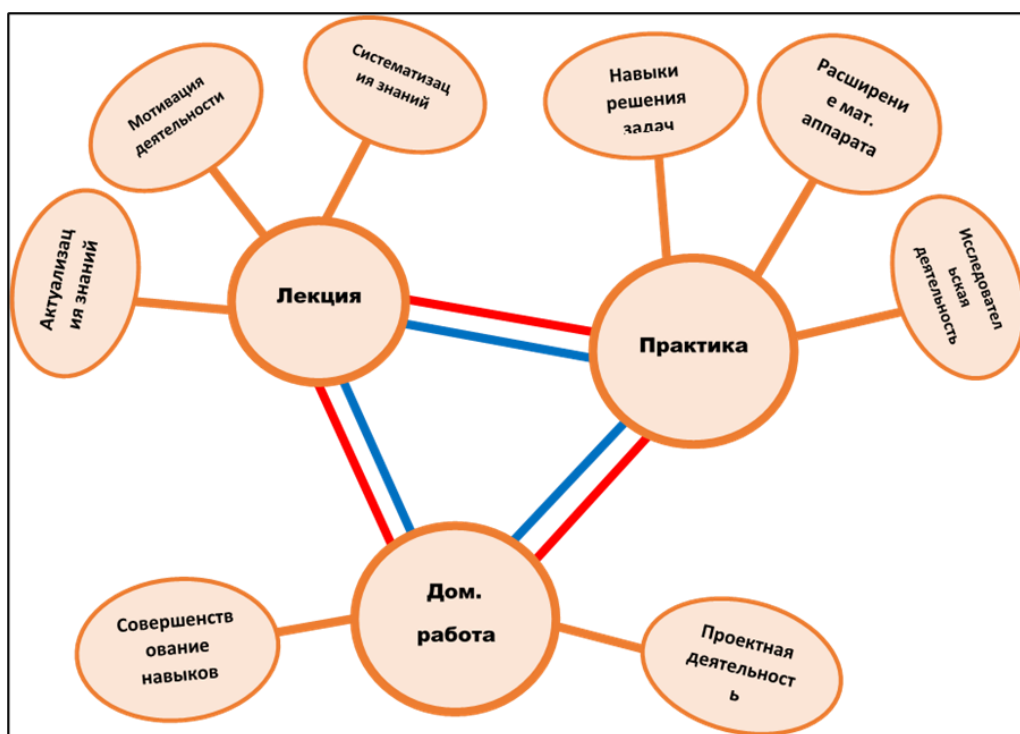 Мотивация
деятельности
Систематизац
ия знаний
Навыки
решения
задач
Расширени
е мат.
аппарата
Актуализац
ия знаний
Лекция
Практика
Исследовател
ьская
деятельность
Дом.
работа
Совершенств
ование
навыков
Проектная
деятельност
ь